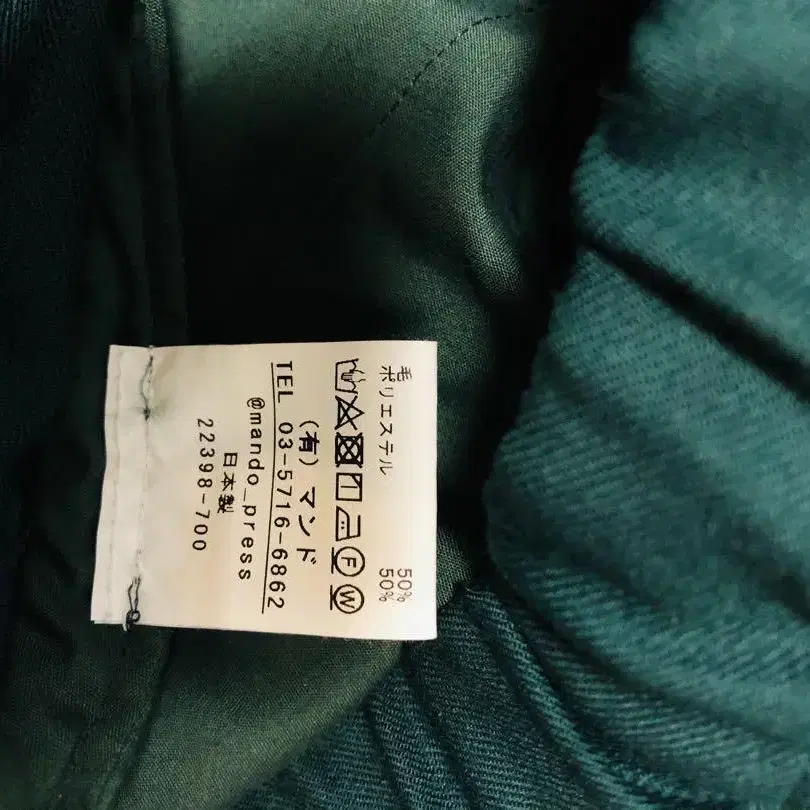 毛 50%
ポリエステル 50%
F W
(有)マンド
TEL 03-5716-6862
@mando_press
日本製
22398-700